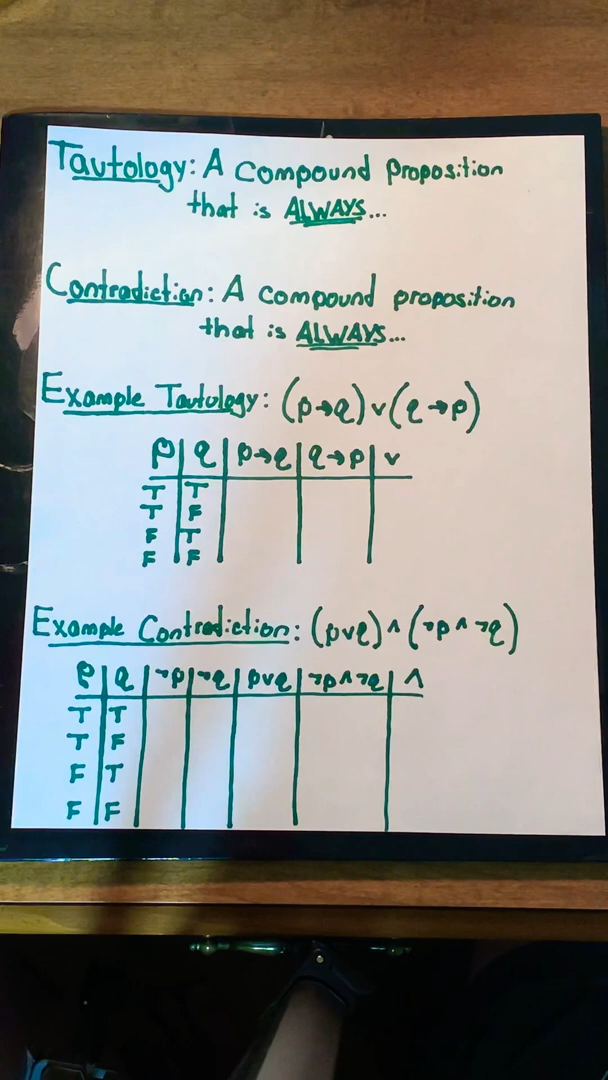 Tautology: A compound proposition
that is ALWAYS...
Contradiction: A compound proposition
that is ALWAYS...
Example Tautology: (p→q)∨(q→p)
p q p→q q→p ∨
T T
T F
F T
F F
Example Contradiction: (p∨q)∧(¬p∧¬q)
p q ¬p ¬q p∨q ¬p∧¬q ∧
T T
T F
F T
F F